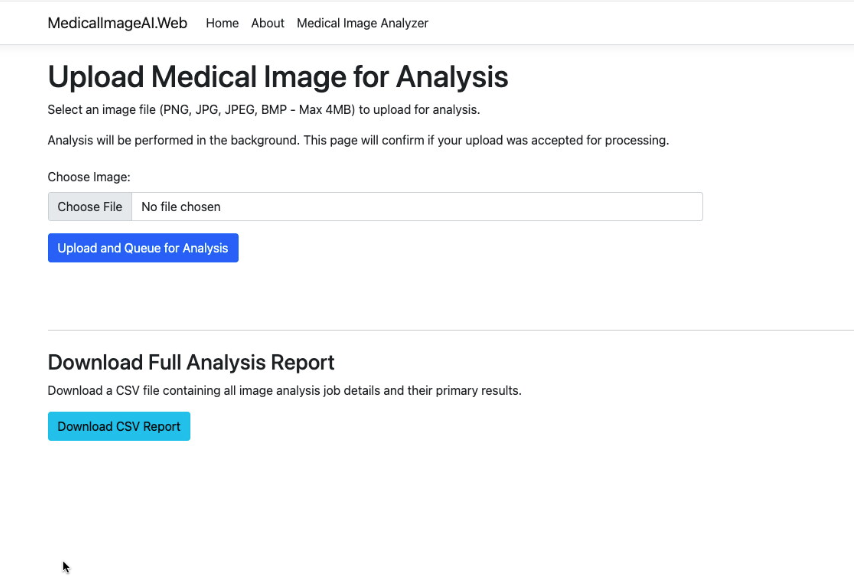 MedicalImageAI.Web Home About Medical Image Analyzer
Upload Medical Image for Analysis
Select an image file (PNG, JPG, JPEG, BMP - Max 4MB) to upload for analysis.
Analysis will be performed in the background. This page will confirm if your upload was accepted for processing.
Choose Image:
Choose File No file chosen
Upload and Queue for Analysis
Download Full Analysis Report
Download a CSV file containing all image analysis job details and their primary results.
Download CSV Report